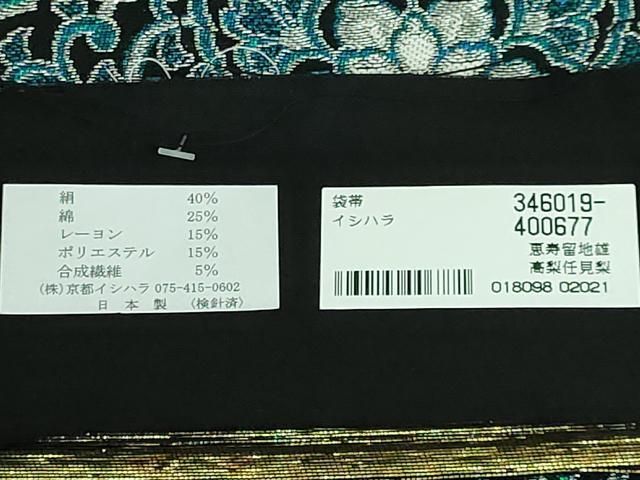 絹 40%
綿 25%
レーヨン 15%
ポリエステル 15%
合成繊維 5%
(株)京都イシハラ 075-415-0602
日本製 〈検針済〉
袋帯
イシハラ
346019-
400677
恵寿留地雄
高梨任見梨
018098 02021